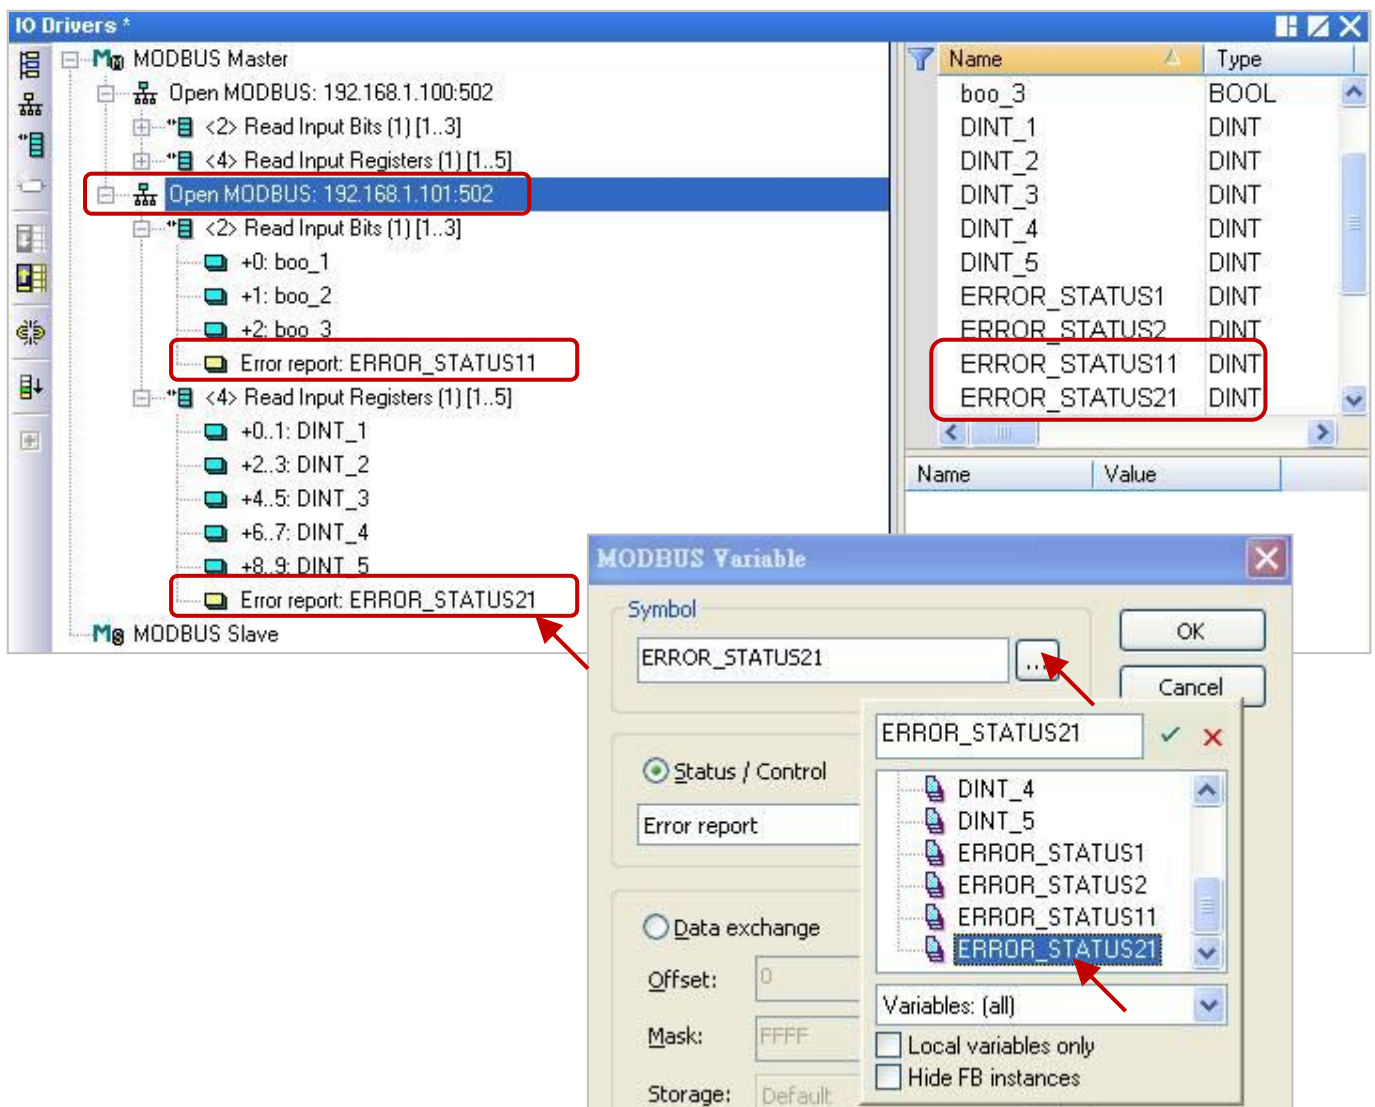 IO Drivers *
MODBUS Master
Open MODBUS: 192.168.1.100:502
<2> Read Input Bits (1) [1..3]
<4> Read Input Registers (1) [1..5]
Open MODBUS: 192.168.1.101:502
<2> Read Input Bits (1) [1..3]
+0: boo_1
+1: boo_2
+2: boo_3
Error report: ERROR_STATUS11
<4> Read Input Registers (1) [1..5]
+0..1: DINT_1
+2..3: DINT_2
+4..5: DINT_3
+6..7: DINT_4
+8..9: DINT_5
Error report: ERROR_STATUS21
MODBUS Slave
Name Type
boo_3 BOOL
DINT_1 DINT
DINT_2 DINT
DINT_3 DINT
DINT_4 DINT
DINT_5 DINT
ERROR_STATUS1 DINT
ERROR_STATUS2 DINT
ERROR_STATUS11 DINT
ERROR_STATUS21 DINT
Name Value
MODBUS Variable
Symbol
ERROR_STATUS21
...
OK
Cancel
Status / Control
Error report
Data exchange
Offset: 0
Mask: FFFF
Storage: Default
ERROR_STATUS21
DINT_4
DINT_5
ERROR_STATUS1
ERROR_STATUS2
ERROR_STATUS11
ERROR_STATUS21
Variables: (all)
Local variables only
Hide FB instances